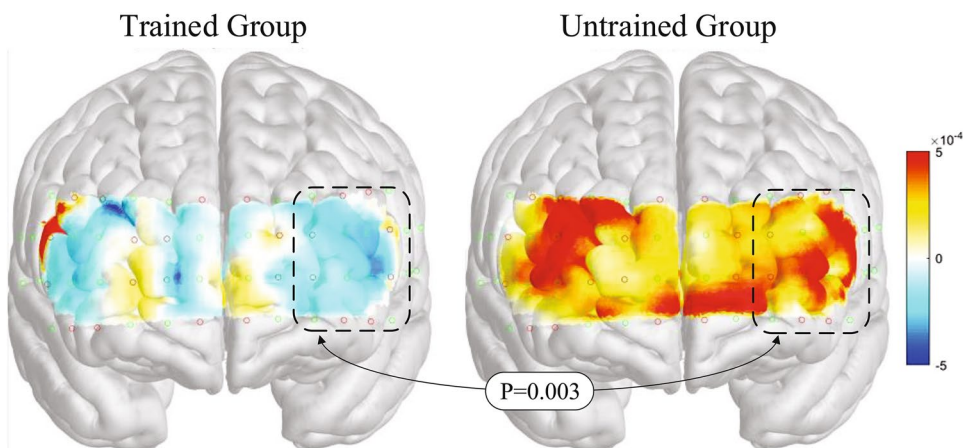 Trained Group
Untrained Group
×10⁻⁴
5
0
-5
P=0.003